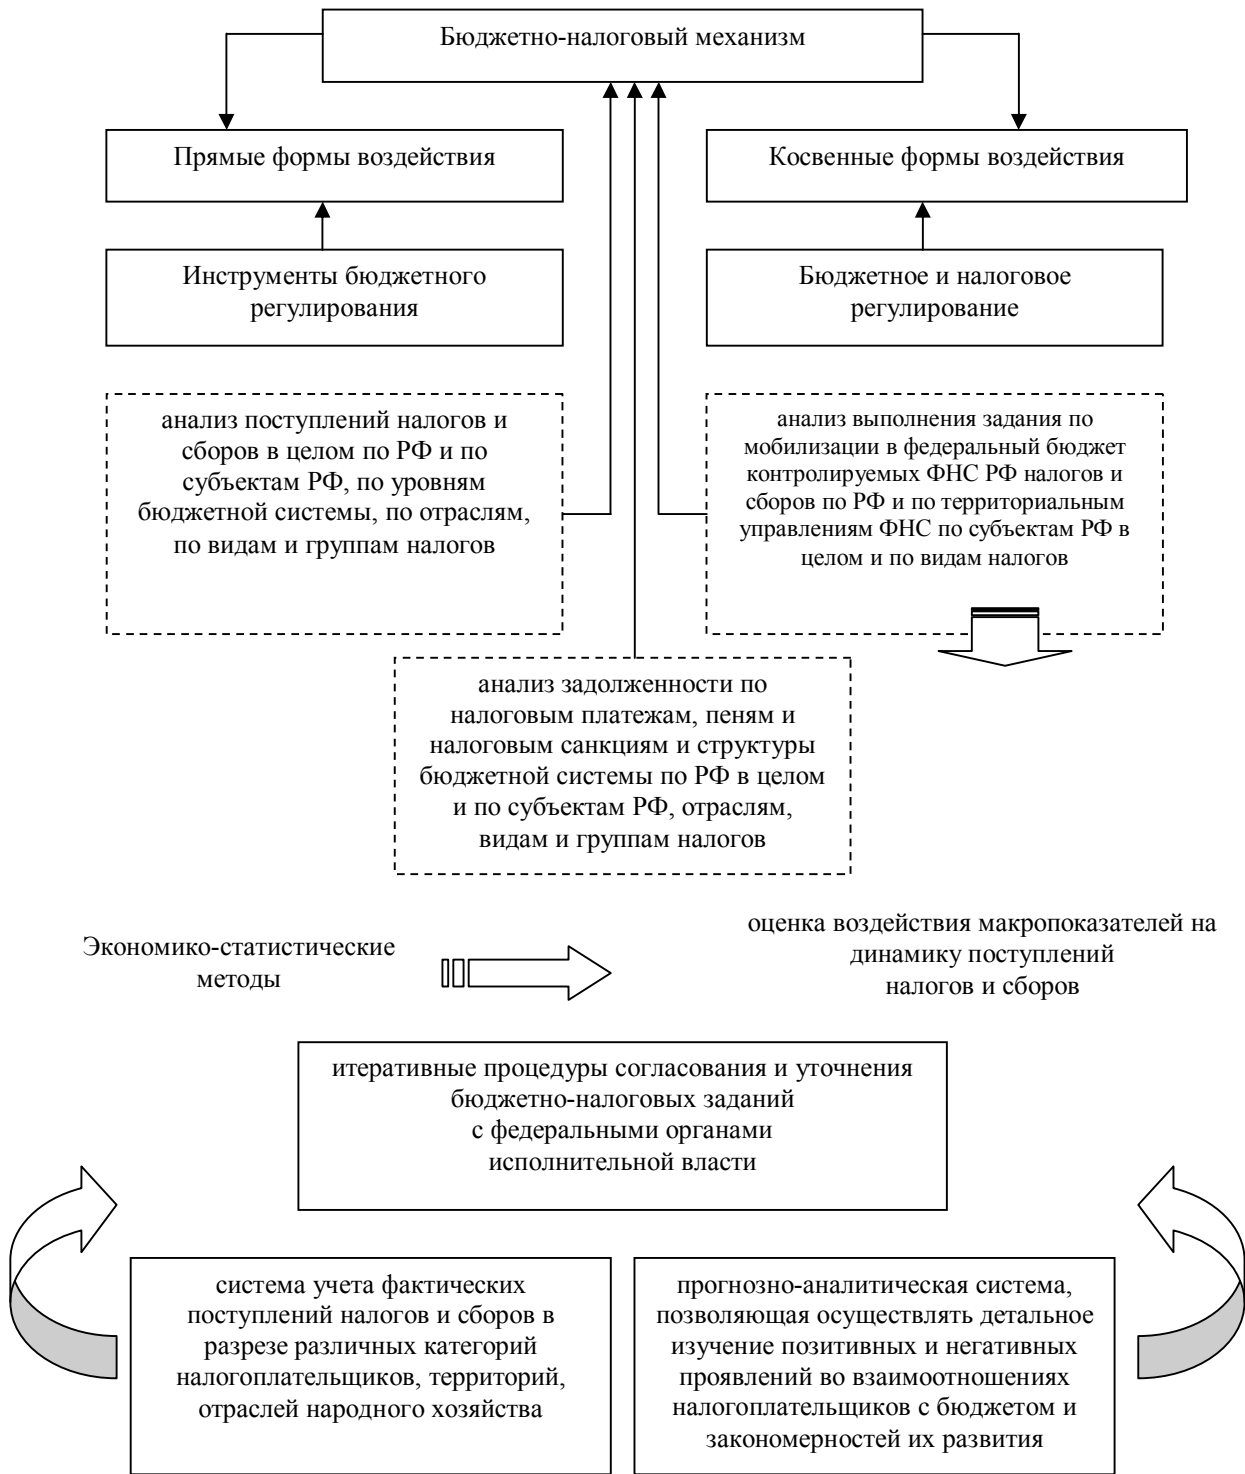 Бюджетно-налоговый механизм
Прямые формы воздействия
Косвенные формы воздействия
Инструменты бюджетного
регулирования
Бюджетное и налоговое
регулирование
анализ поступлений налогов и
сборов в целом по РФ и по
субъектам РФ, по уровням
бюджетной системы, по отраслям,
по видам и группам налогов
анализ выполнения задания по
мобилизации в федеральный бюджет
контролируемых ФНС РФ налогов и
сборов по РФ и по территориальным
управлениям ФНС по субъектам РФ в
целом и по видам налогов
анализ задолженности по
налоговым платежам, пеням и
налоговым санкциям и структуры
бюджетной системы по РФ в целом
и по субъектам РФ, отраслям,
видам и группам налогов
Экономико-статистические
методы
оценка воздействия макропоказателей на
динамику поступлений
налогов и сборов
итеративные процедуры согласования и уточнения
бюджетно-налоговых заданий
с федеральными органами
исполнительной власти
система учета фактических
поступлений налогов и сборов в
разрезе различных категорий
налогоплательщиков, территорий,
отраслей народного хозяйства
прогнозно-аналитическая система,
позволяющая осуществлять детальное
изучение позитивных и негативных
проявлений во взаимоотношениях
налогоплательщиков с бюджетом и
закономерностей их развития